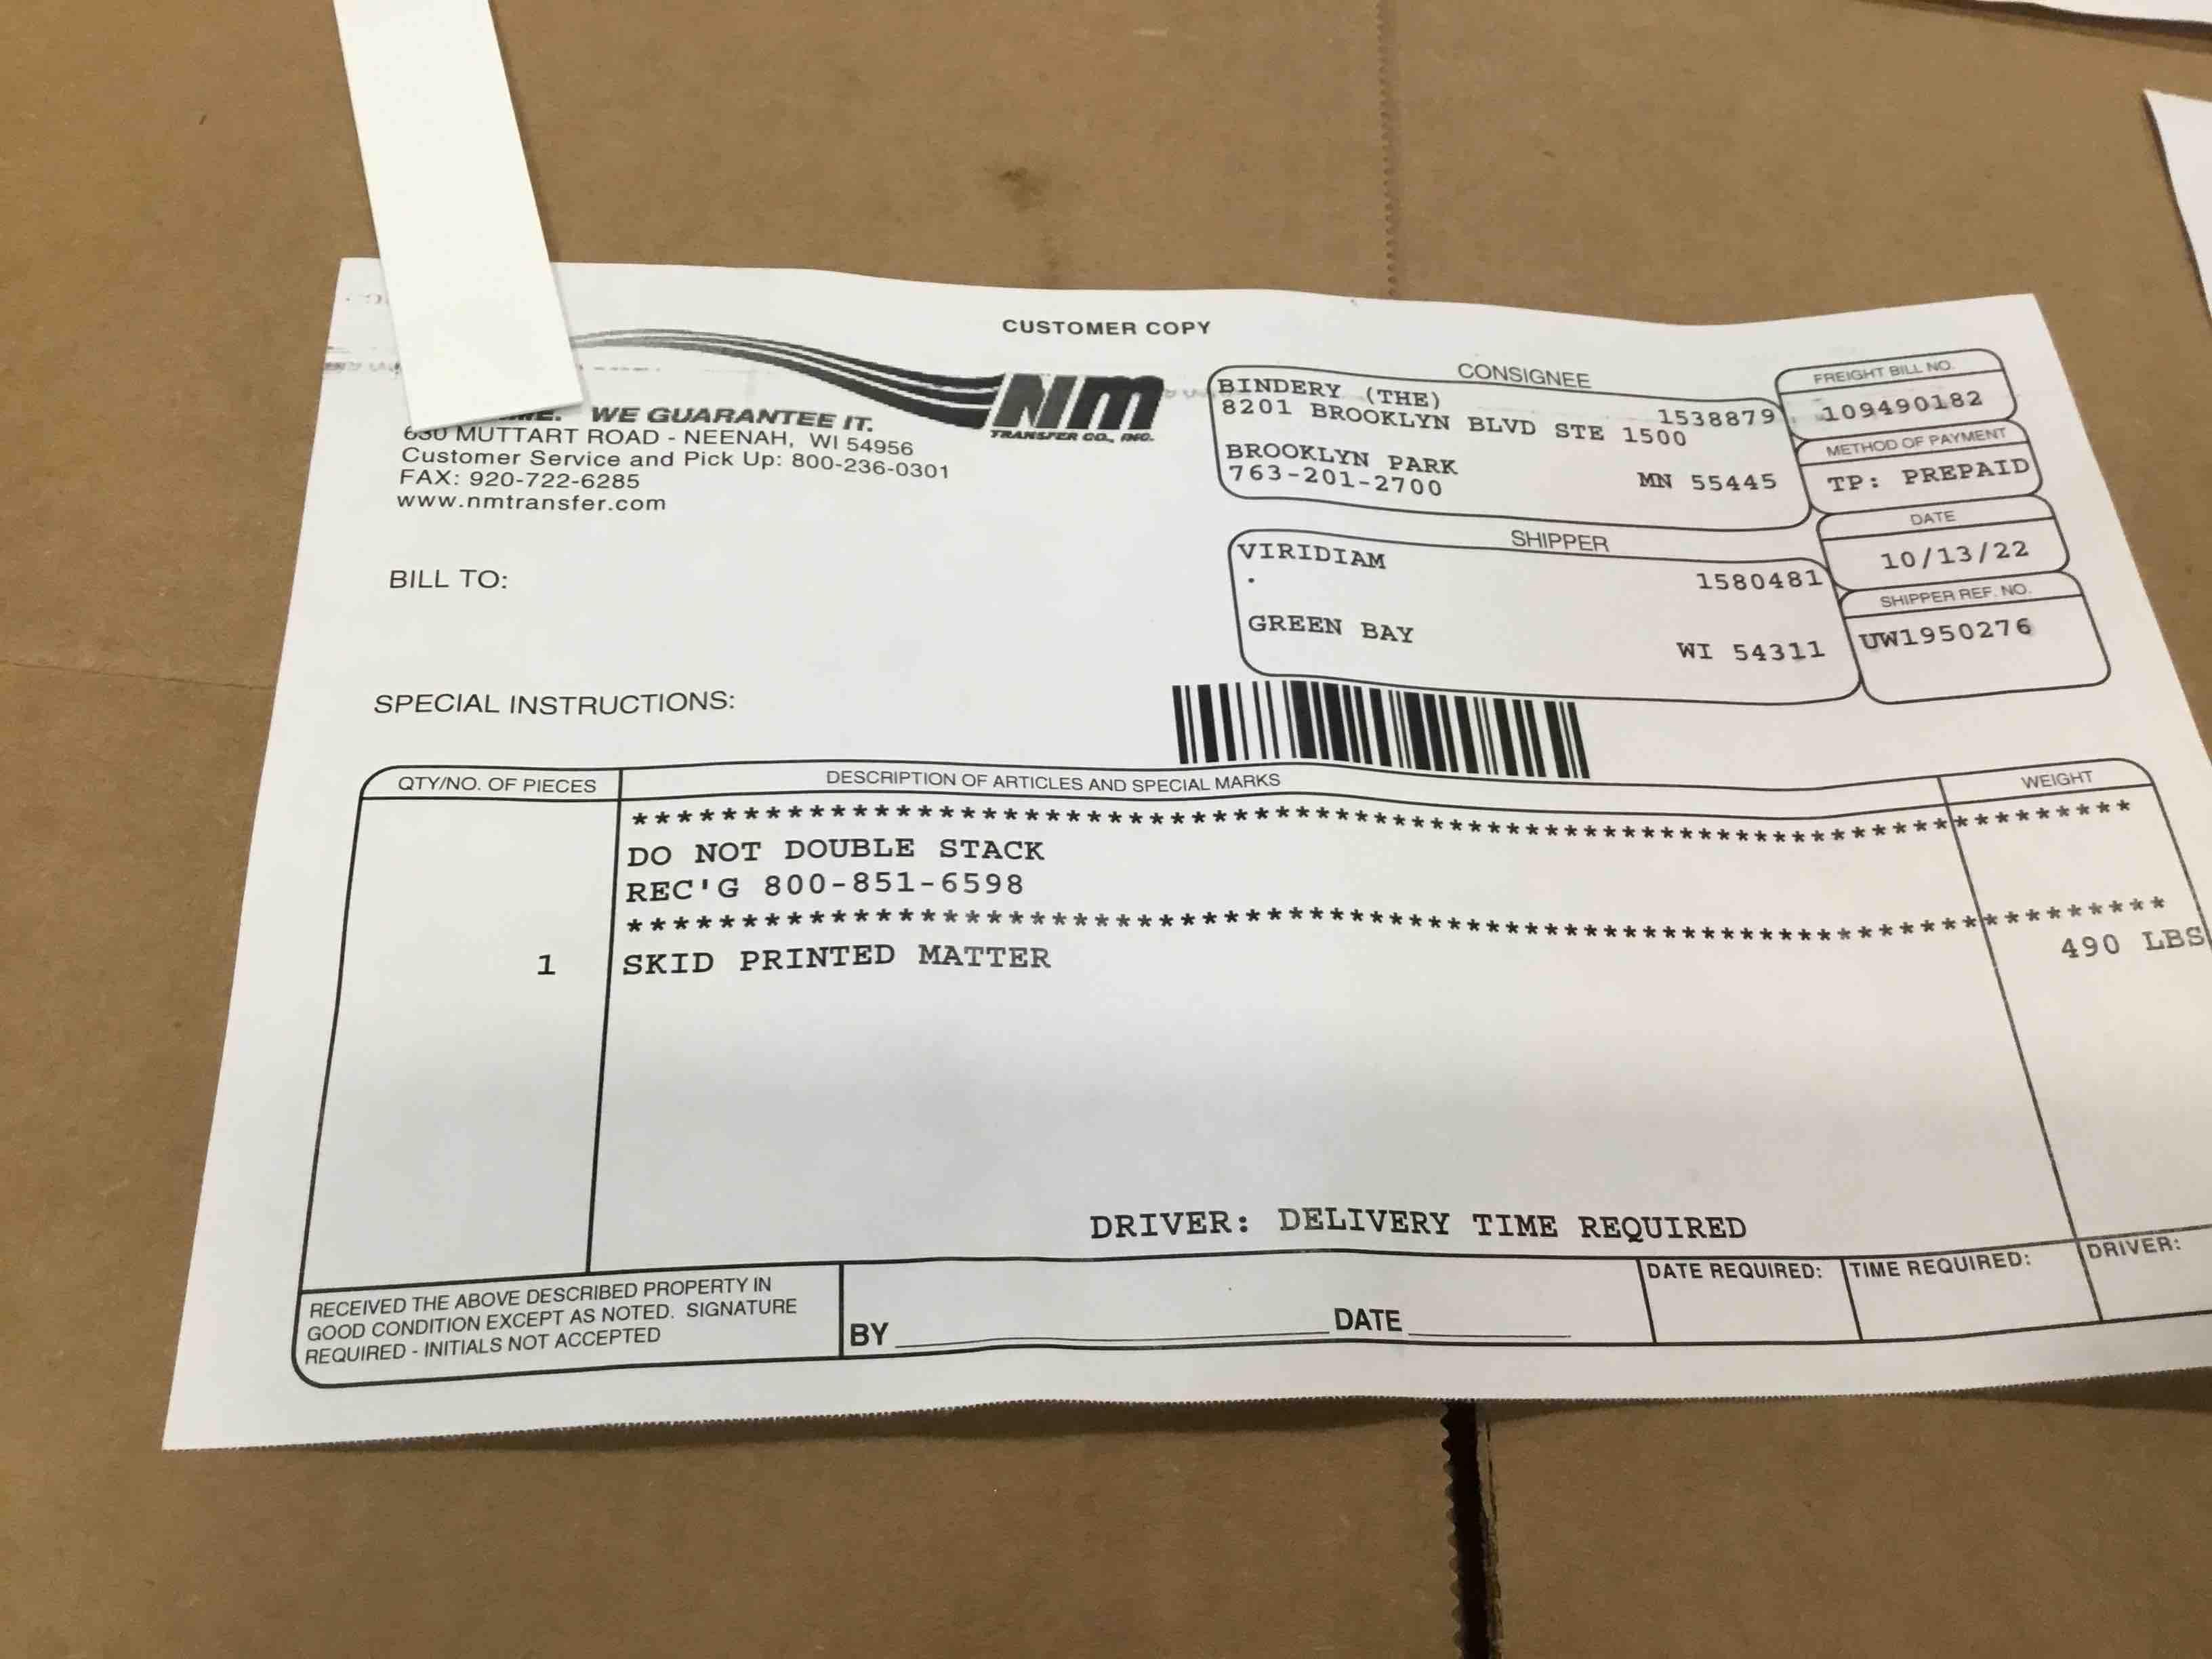 CUSTOMER COPY
WE GUARANTEE IT.
NM
TRANSFER CO., INC.
630 MUTTART ROAD - NEENAH, WI 54956
Customer Service and Pick Up: 800-236-0301
FAX: 920-722-6285
www.nmtransfer.com
BILL TO:
SPECIAL INSTRUCTIONS:
CONSIGNEE
BINDERY (THE) 1538879
8201 BROOKLYN BLVD STE 1500
BROOKLYN PARK MN 55445
763-201-2700
SHIPPER
VIRIDIAM 1580481
.
GREEN BAY WI 54311
FREIGHT BILL NO.
109490182
METHOD OF PAYMENT
TP: PREPAID
DATE
10/13/22
SHIPPER REF. NO.
UW1950276
QTY/NO. OF PIECES DESCRIPTION OF ARTICLES AND SPECIAL MARKS WEIGHT
DO NOT DOUBLE STACK
REC'G 800-851-6598
1 SKID PRINTED MATTER 490 LBS
DRIVER: DELIVERY TIME REQUIRED
RECEIVED THE ABOVE DESCRIBED PROPERTY IN
GOOD CONDITION EXCEPT AS NOTED. SIGNATURE
REQUIRED - INITIALS NOT ACCEPTED
BY DATE
DATE REQUIRED: TIME REQUIRED: DRIVER: